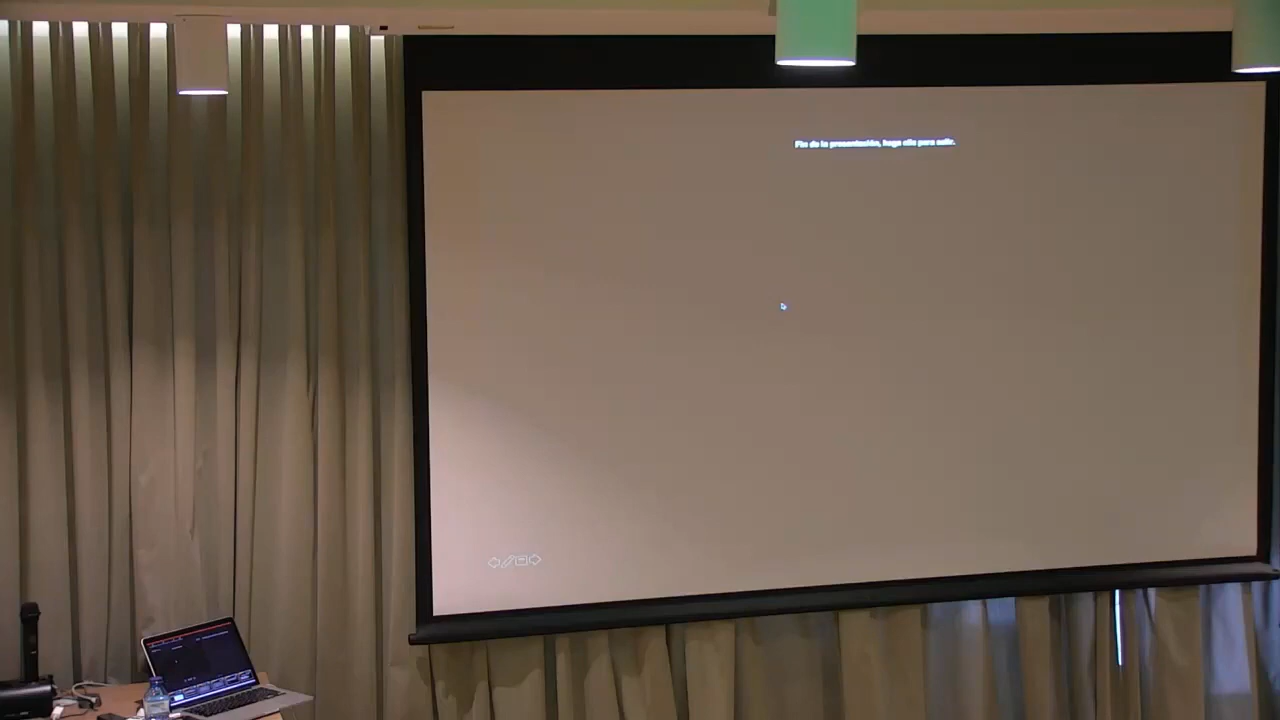 Fin de la presentación, haga clic para salir.